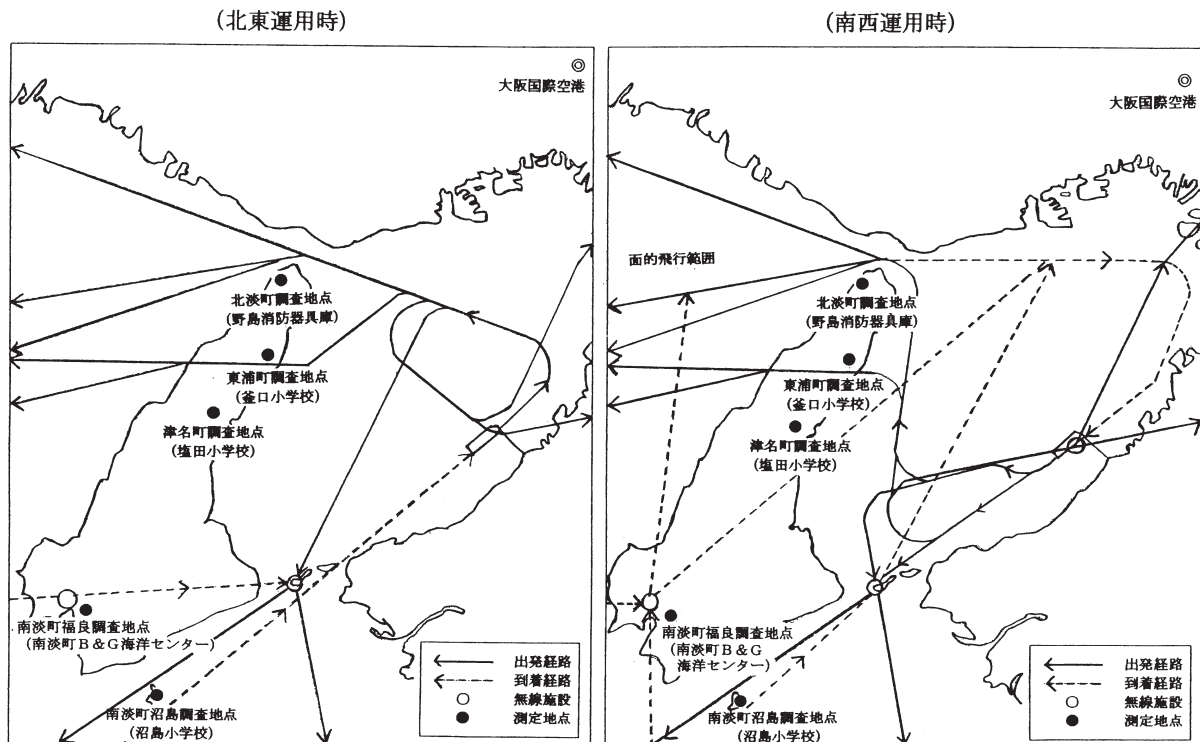 (北東運用時)
大阪国際空港
北淡町調査地点
(野島消防器具庫)
東浦町調査地点
(釜口小学校)
津名町調査地点
(塩田小学校)
南淡町福良調査地点
(南淡町B&G海洋センター)
南淡町沼島調査地点
(沼島小学校)
出発経路
到着経路
無線施設
測定地点
(南西運用時)
大阪国際空港
面的飛行範囲
北淡町調査地点
(野島消防器具庫)
東浦町調査地点
(釜口小学校)
津名町調査地点
(塩田小学校)
南淡町福良調査地点
(南淡町B&G
海洋センター)
南淡町沼島調査地点
(沼島小学校)
出発経路
到着経路
無線施設
測定地点